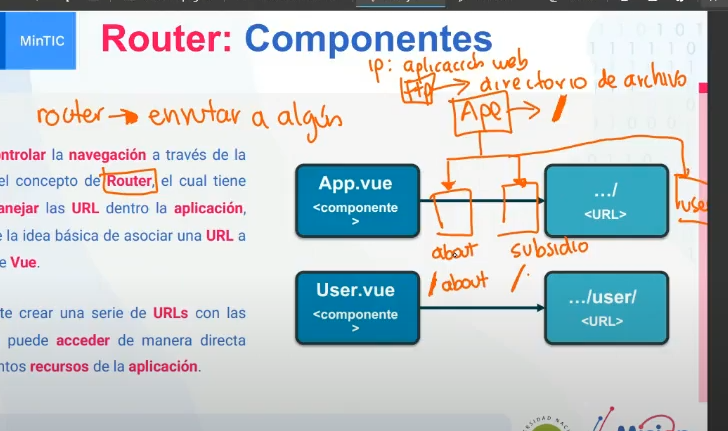 MinTIC
Router: Componentes
ip: aplicación web
ftp → directorio de archivo
router → enrutar a algún
App → /
ontrolar la navegación a través de la
el concepto de Router, el cual tiene
anejar las URL dentro la aplicación,
e la idea básica de asociar una URL a
e Vue.
App.vue
<componente
>
.../
<URL>
user
about
subsidio
/about
/
User.vue
<componente
>
.../user/
<URL>
te crear una serie de URLs con las
puede acceder de manera directa
ntos recursos de la aplicación.